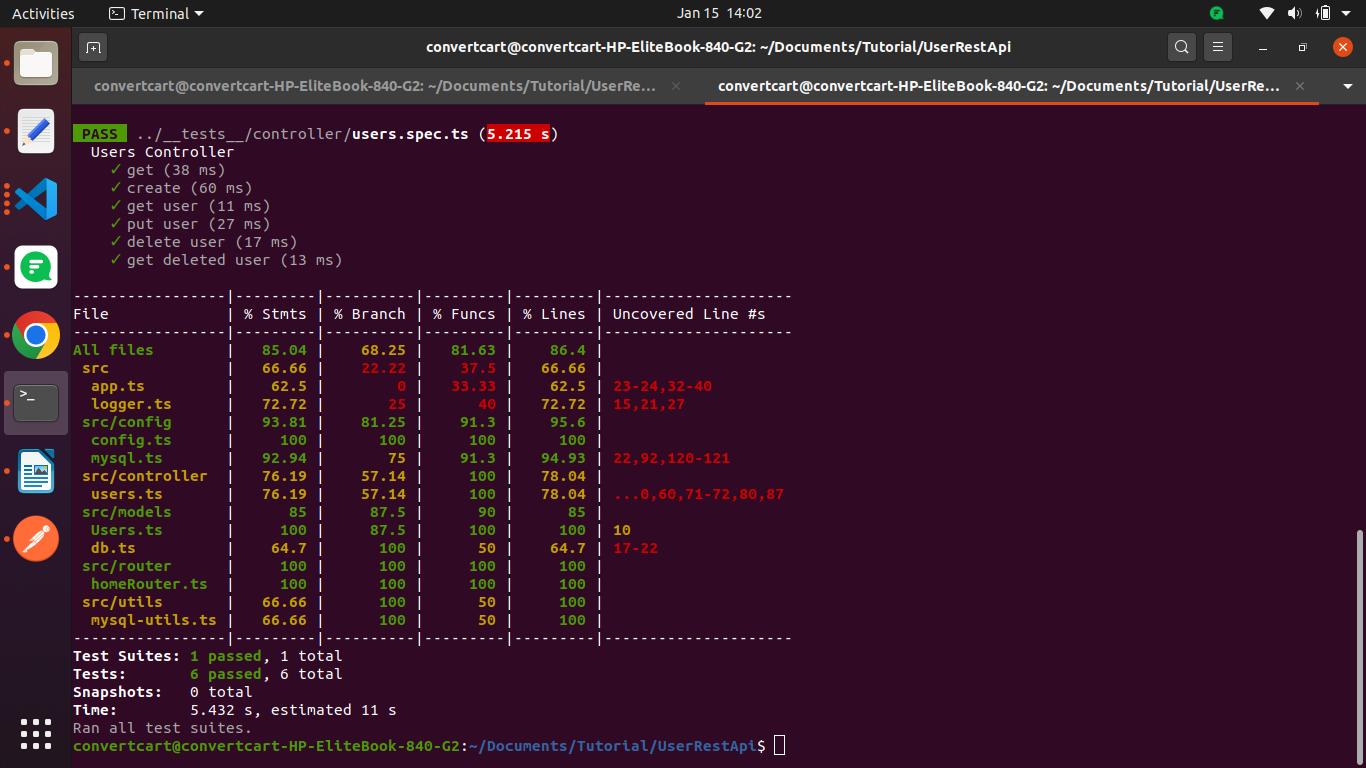 Activities Terminal Jan 15 14:02
convertcart@convertcart-HP-EliteBook-840-G2: ~/Documents/Tutorial/UserRestApi
convertcart@convertcart-HP-EliteBook-840-G2: ~/Documents/Tutorial/UserRe... × convertcart@convertcart-HP-EliteBook-840-G2: ~/Documents/Tutorial/UserRe... ×
PASS ../__tests__/controller/users.spec.ts (5.215 s)
Users Controller
✓ get (38 ms)
✓ create (60 ms)
✓ get user (11 ms)
✓ put user (27 ms)
✓ delete user (17 ms)
✓ get deleted user (13 ms)
-----------------|---------|----------|---------|---------|---------------------
File             | % Stmts | % Branch | % Funcs | % Lines | Uncovered Line #s
-----------------|---------|----------|---------|---------|---------------------
All files        |   85.04 |    68.25 |   81.63 |    86.4 |
 src             |   66.66 |    22.22 |    37.5 |   66.66 |
  app.ts         |    62.5 |        0 |   33.33 |    62.5 | 23-24,32-40
  logger.ts      |   72.72 |       25 |      40 |   72.72 | 15,21,27
 src/config      |   93.81 |    81.25 |    91.3 |    95.6 |
  config.ts      |     100 |      100 |     100 |     100 |
  mysql.ts       |   92.94 |       75 |    91.3 |   94.93 | 22,92,120-121
 src/controller  |   76.19 |    57.14 |     100 |   78.04 |
  users.ts       |   76.19 |    57.14 |     100 |   78.04 | ...0,60,71-72,80,87
 src/models      |      85 |     87.5 |      90 |      85 |
  Users.ts       |     100 |     87.5 |     100 |     100 | 10
  db.ts          |    64.7 |      100 |      50 |    64.7 | 17-22
 src/router      |     100 |      100 |     100 |     100 |
  homeRouter.ts  |     100 |      100 |     100 |     100 |
 src/utils       |   66.66 |      100 |      50 |     100 |
  mysql-utils.ts |   66.66 |      100 |      50 |     100 |
-----------------|---------|----------|---------|---------|---------------------
Test Suites: 1 passed, 1 total
Tests:       6 passed, 6 total
Snapshots:   0 total
Time:        5.432 s, estimated 11 s
Ran all test suites.
convertcart@convertcart-HP-EliteBook-840-G2:~/Documents/Tutorial/UserRestApi$